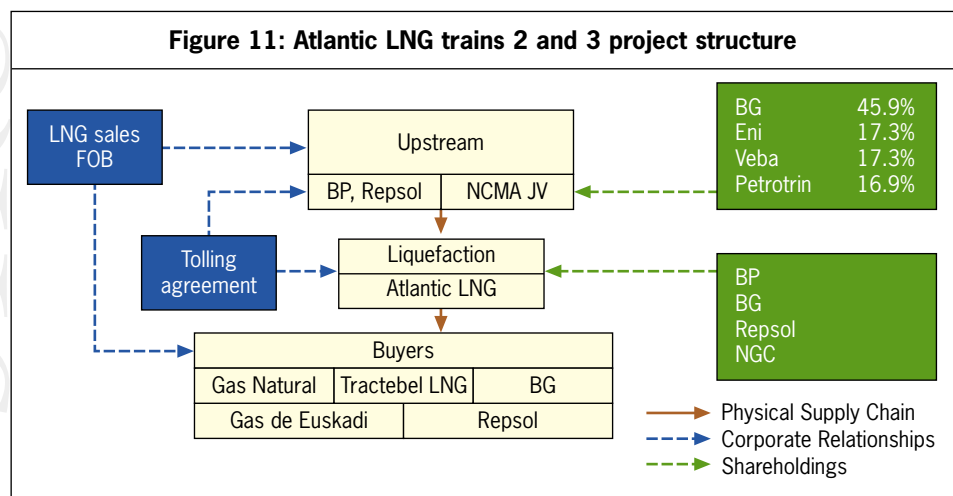 Figure 11: Atlantic LNG trains 2 and 3 project structure
LNG sales
FOB
Upstream
BP, Repsol
NCMA JV
BG 45.9%
Eni 17.3%
Veba 17.3%
Petrotrin 16.9%
Tolling
agreement
Liquefaction
Atlantic LNG
BP
BG
Repsol
NGC
Buyers
Gas Natural
Tractebel LNG
BG
Gas de Euskadi
Repsol
Physical Supply Chain
Corporate Relationships
Shareholdings